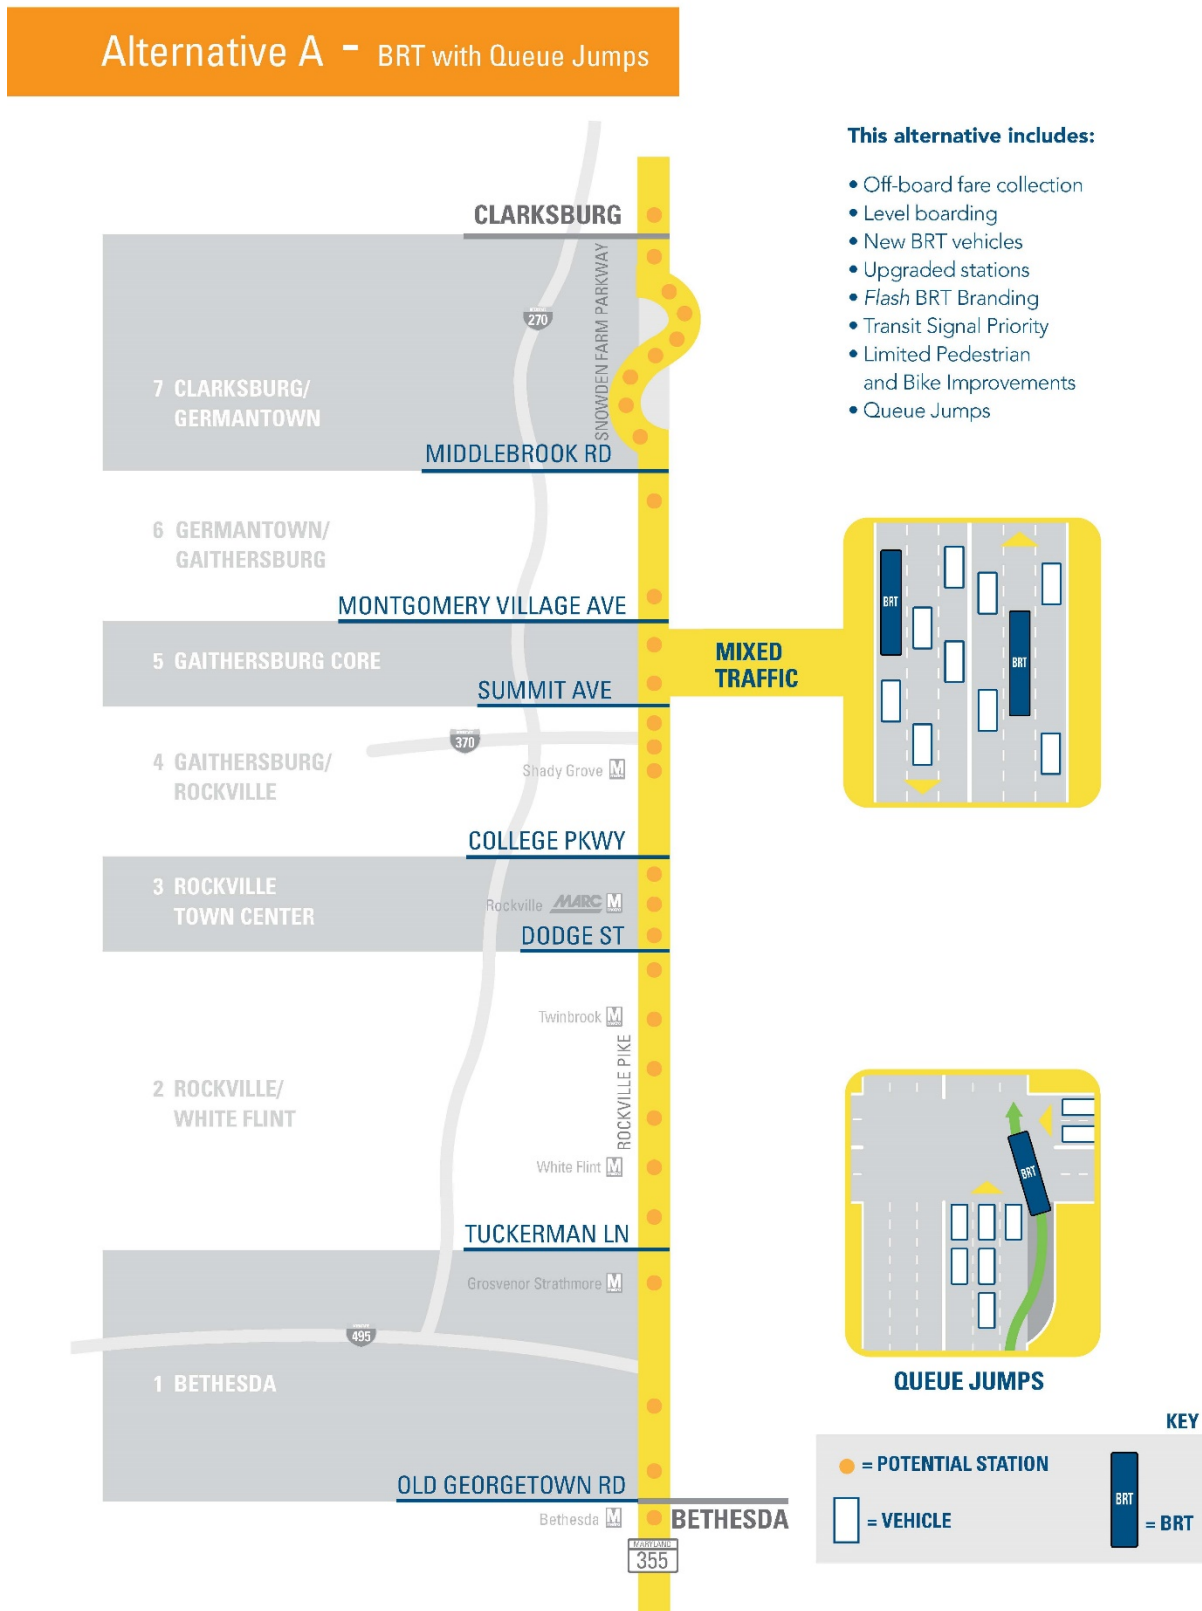 Alternative A - BRT with Queue Jumps
This alternative includes:
• Off-board fare collection
• Level boarding
• New BRT vehicles
• Upgraded stations
• Flash BRT Branding
• Transit Signal Priority
• Limited Pedestrian
and Bike Improvements
• Queue Jumps
CLARKSBURG
SNOWDEN FARM PARKWAY
270
7 CLARKSBURG/
GERMANTOWN
MIDDLEBROOK RD
6 GERMANTOWN/
GAITHERSBURG
MONTGOMERY VILLAGE AVE
5 GAITHERSBURG CORE
SUMMIT AVE
MIXED
TRAFFIC
BRT
BRT
370
4 GAITHERSBURG/
ROCKVILLE
Shady Grove M
COLLEGE PKWY
3 ROCKVILLE
TOWN CENTER
Rockville MARC M
DODGE ST
Twinbrook M
ROCKVILLE PIKE
2 ROCKVILLE/
WHITE FLINT
White Flint M
TUCKERMAN LN
Grosvenor Strathmore M
495
1 BETHESDA
OLD GEORGETOWN RD
Bethesda M
BETHESDA
MARYLAND
355
BRT
QUEUE JUMPS
KEY
= POTENTIAL STATION
= VEHICLE
BRT
= BRT